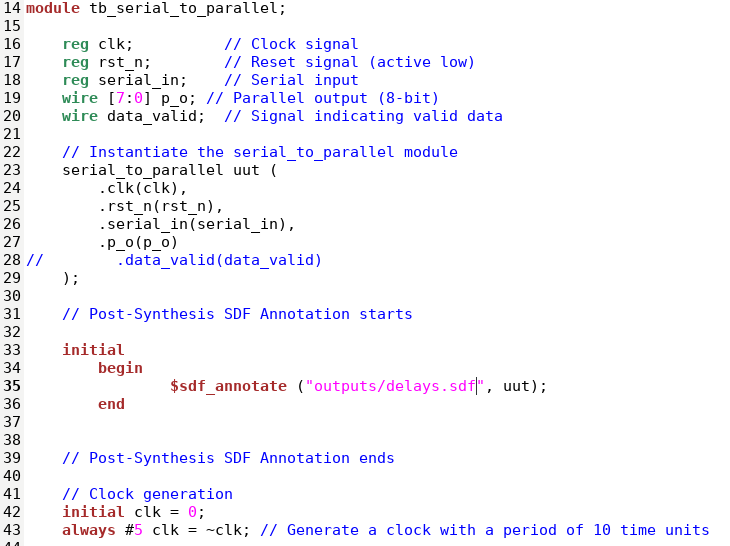 14 module tb_serial_to_parallel;
15
16     reg clk;          // Clock signal
17     reg rst_n;        // Reset signal (active low)
18     reg serial_in;    // Serial input
19     wire [7:0] p_o; // Parallel output (8-bit)
20     wire data_valid;  // Signal indicating valid data
21
22     // Instantiate the serial_to_parallel module
23     serial_to_parallel uut (
24         .clk(clk),
25         .rst_n(rst_n),
26         .serial_in(serial_in),
27         .p_o(p_o)
28 //        .data_valid(data_valid)
29     );
30
31     // Post-Synthesis SDF Annotation starts
32
33     initial
34         begin
35                 $sdf_annotate ("outputs/delays.sdf", uut);
36         end
37
38
39     // Post-Synthesis SDF Annotation ends
40
41     // Clock generation
42     initial clk = 0;
43     always #5 clk = ~clk; // Generate a clock with a period of 10 time units